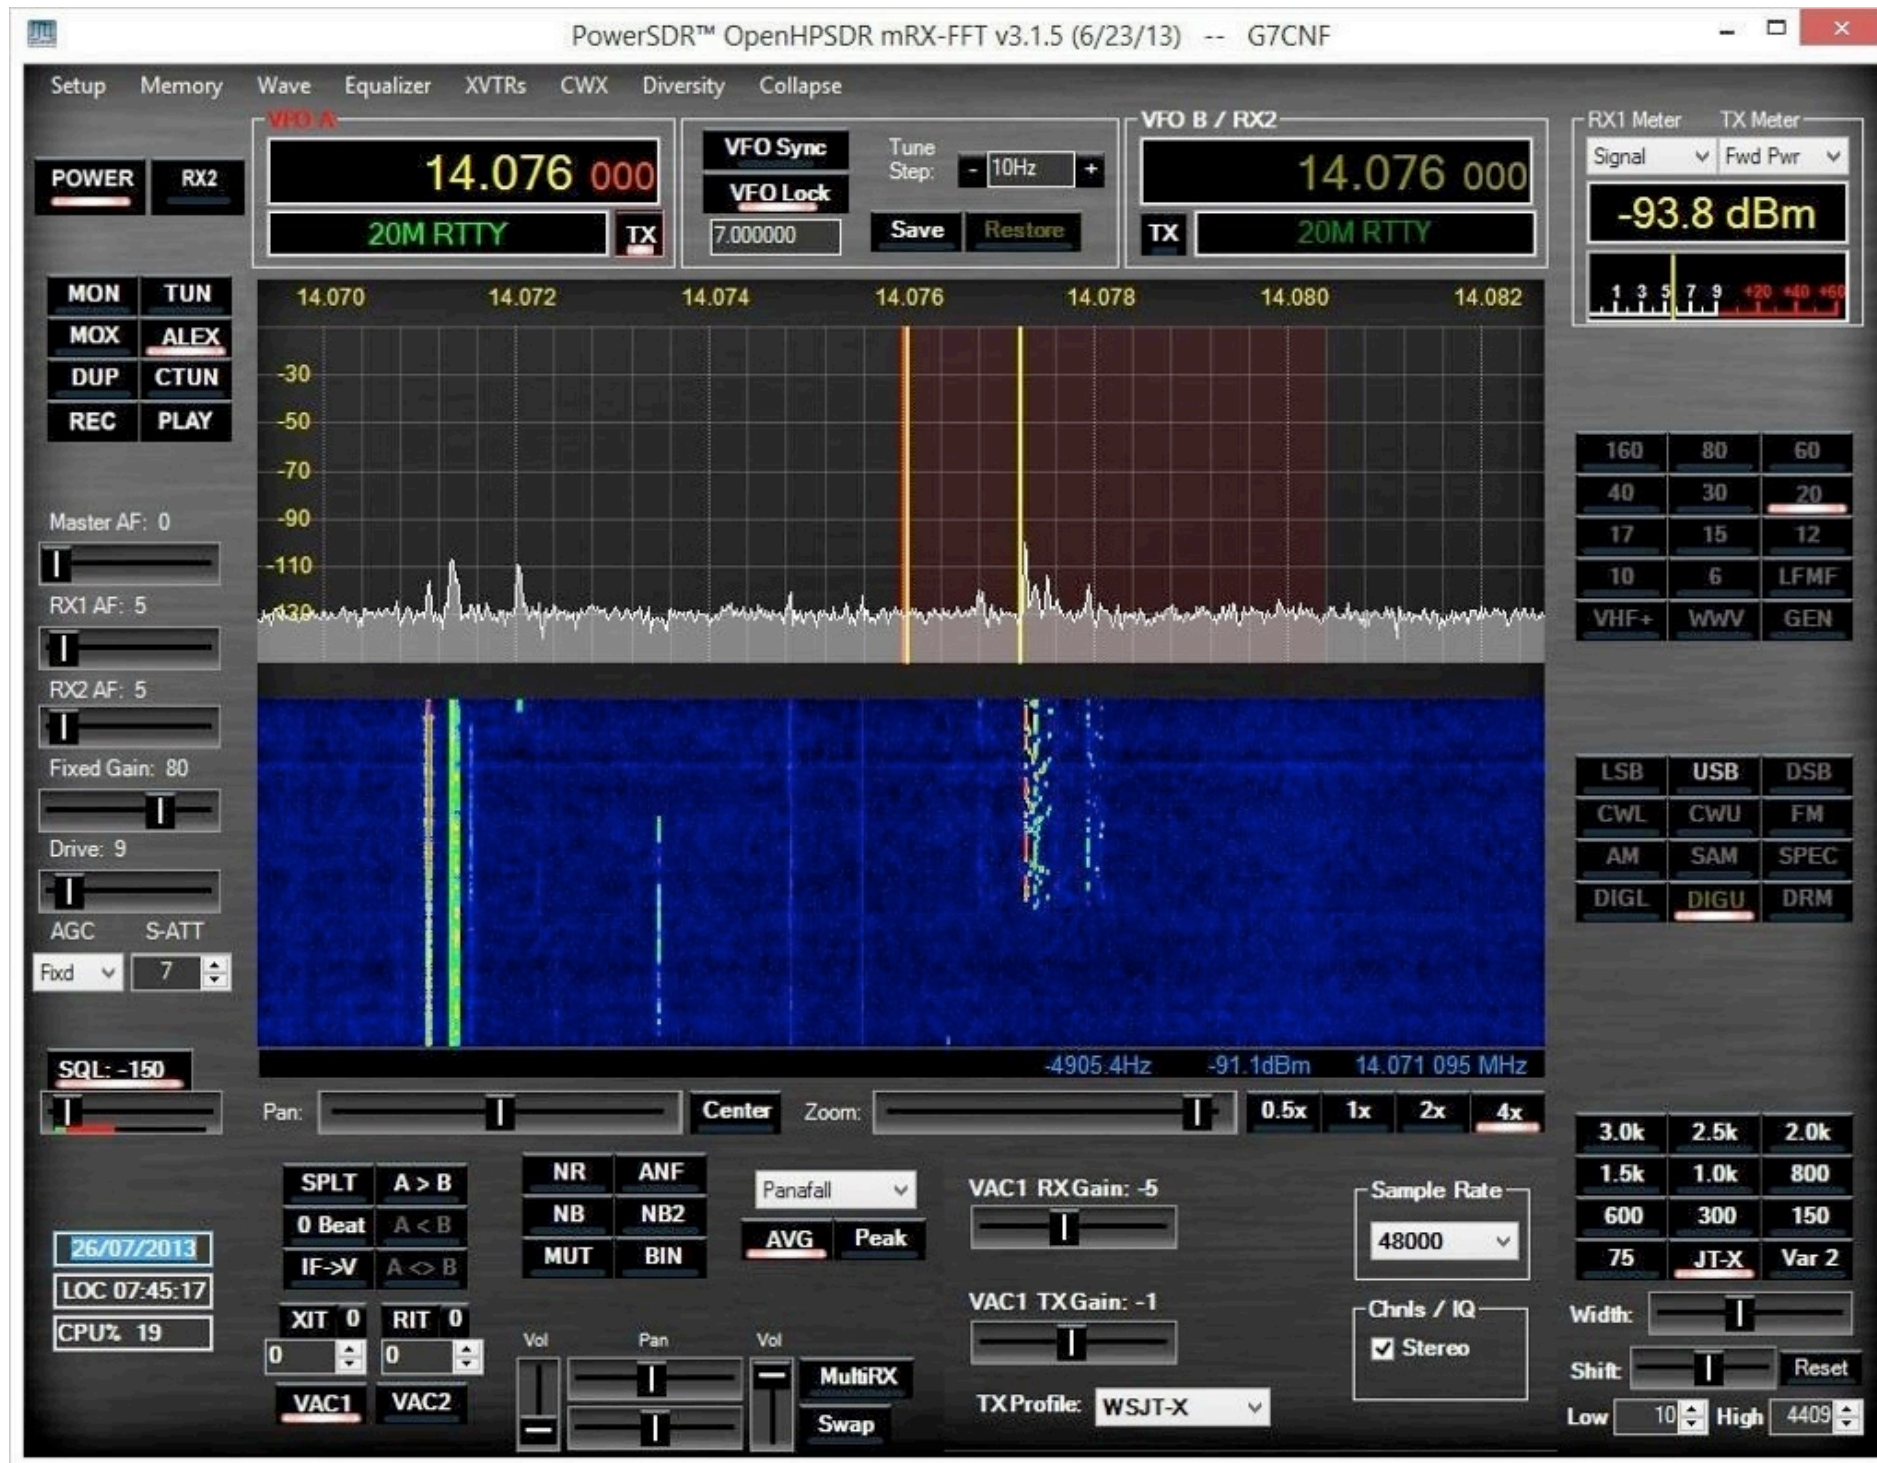 PowerSDR™ OpenHPSDR mRX-FFT v3.1.5 (6/23/13) -- G7CNF
Setup Memory Wave Equalizer XVTRs CWX Diversity Collapse
POWER RX2
VFO A
14.076 000
20M RTTY TX
VFO Sync
VFO Lock
7.000000
Tune
Step: - 10Hz +
Save Restore
VFO B / RX2
14.076 000
TX 20M RTTY
RX1 Meter TX Meter
Signal Fwd Pwr
-93.8 dBm
1 3 5 7 9 +20 +40 +60
MON TUN
MOX ALEX
DUP CTUN
REC PLAY
14.070 14.072 14.074 14.076 14.078 14.080 14.082
-30
-50
-70
-90
-110
-130
160 80 60
40 30 20
17 15 12
10 6 LFMF
VHF+ WWV GEN
Master AF: 0
RX1 AF: 5
RX2 AF: 5
Fixed Gain: 80
Drive: 9
AGC S-ATT
Fixd 7
SQL: -150
LSB USB DSB
CWL CWU FM
AM SAM SPEC
DIGL DIGU DRM
-4905.4Hz -91.1dBm 14.071 095 MHz
Pan: Center Zoom: 0.5x 1x 2x 4x
26/07/2013
LOC 07:45:17
CPU% 19
SPLT A > B
0 Beat A < B
IF->V A <> B
XIT 0 RIT 0
0 0
VAC1 VAC2
NR ANF
NB NB2
MUT BIN
Panafall
AVG Peak
Vol Pan Vol
MultiRX
Swap
VAC1 RX Gain: -5
VAC1 TX Gain: -1
TX Profile: WSJT-X
Sample Rate
48000
Chnls / IQ
Stereo
3.0k 2.5k 2.0k
1.5k 1.0k 800
600 300 150
75 JT-X Var 2
Width:
Shift: Reset
Low 10 High 4409